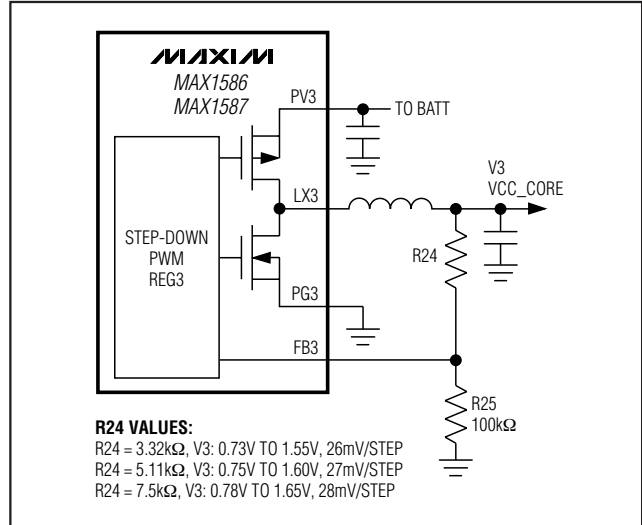 MAXIM
MAX1586
MAX1587
PV3
TO BATT
V3
VCC_CORE
LX3
STEP-DOWN
PWM
REG3
R24
PG3
FB3
R25
100kΩ
R24 VALUES:
R24 = 3.32kΩ, V3: 0.73V TO 1.55V, 26mV/STEP
R24 = 5.11kΩ, V3: 0.75V TO 1.60V, 27mV/STEP
R24 = 7.5kΩ, V3: 0.78V TO 1.65V, 28mV/STEP